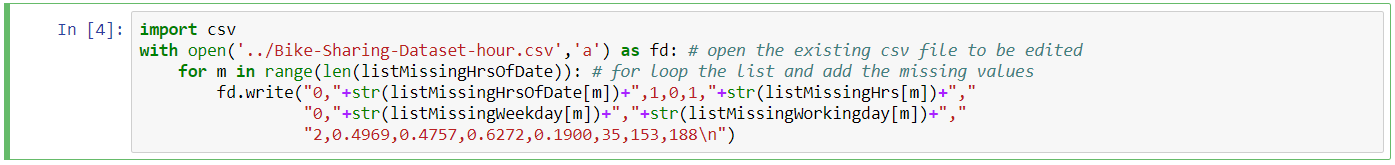 In [4]: import csv
with open('../Bike-Sharing-Dataset-hour.csv','a') as fd: # open the existing csv file to be edited
    for m in range(len(listMissingHrsOfDate)): # for loop the list and add the missing values
        fd.write("0,"+str(listMissingHrsOfDate[m])+",1,0,1,"+str(listMissingHrs[m])+","
                 "0,"+str(listMissingWeekday[m])+","+str(listMissingWorkingday[m])+","
                 "2,0.4969,0.4757,0.6272,0.1900,35,153,188\n")